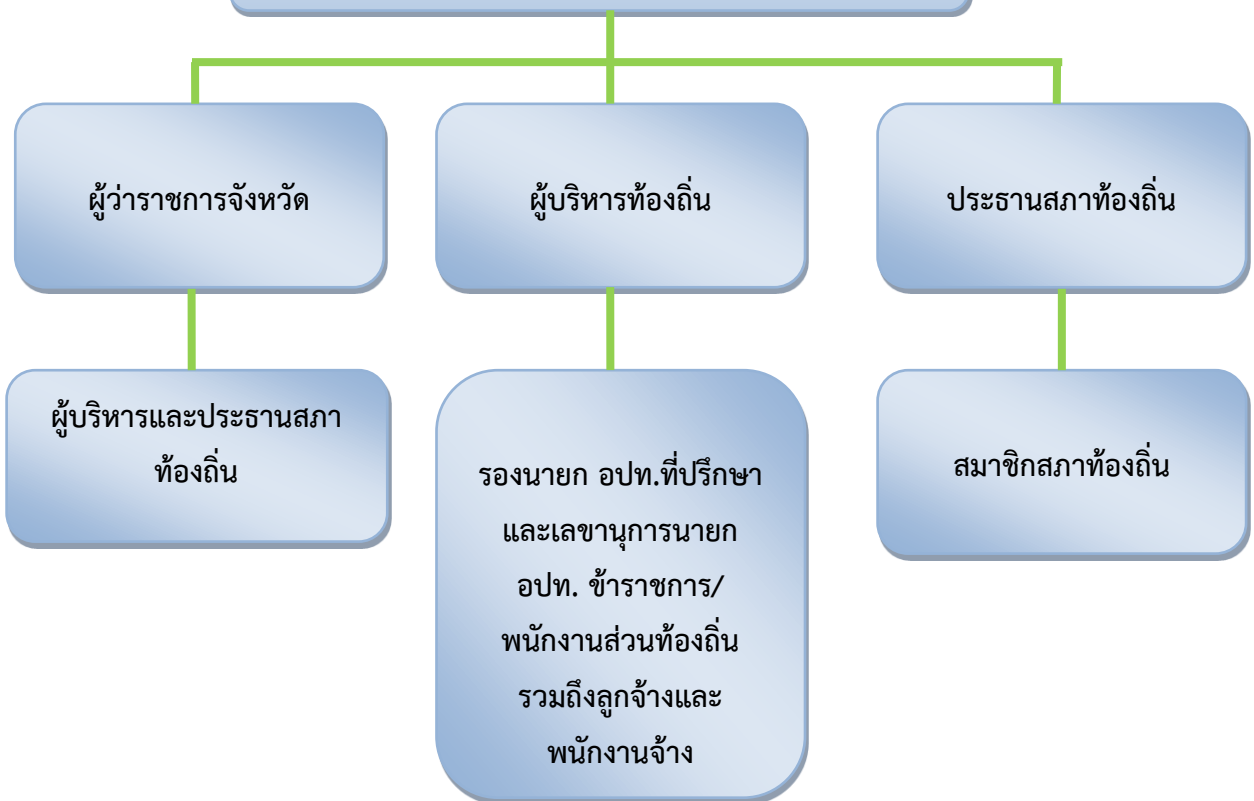 ผู้ว่าราชการจังหวัด
ผู้บริหารท้องถิ่น
ประธานสภาท้องถิ่น
ผู้บริหารและประธานสภา
ท้องถิ่น
รองนายก อปท.ที่ปรึกษา
และเลขานุการนายก
อปท. ข้าราชการ/
พนักงานส่วนท้องถิ่น
รวมถึงลูกจ้างและ
พนักงานจ้าง
สมาชิกสภาท้องถิ่น